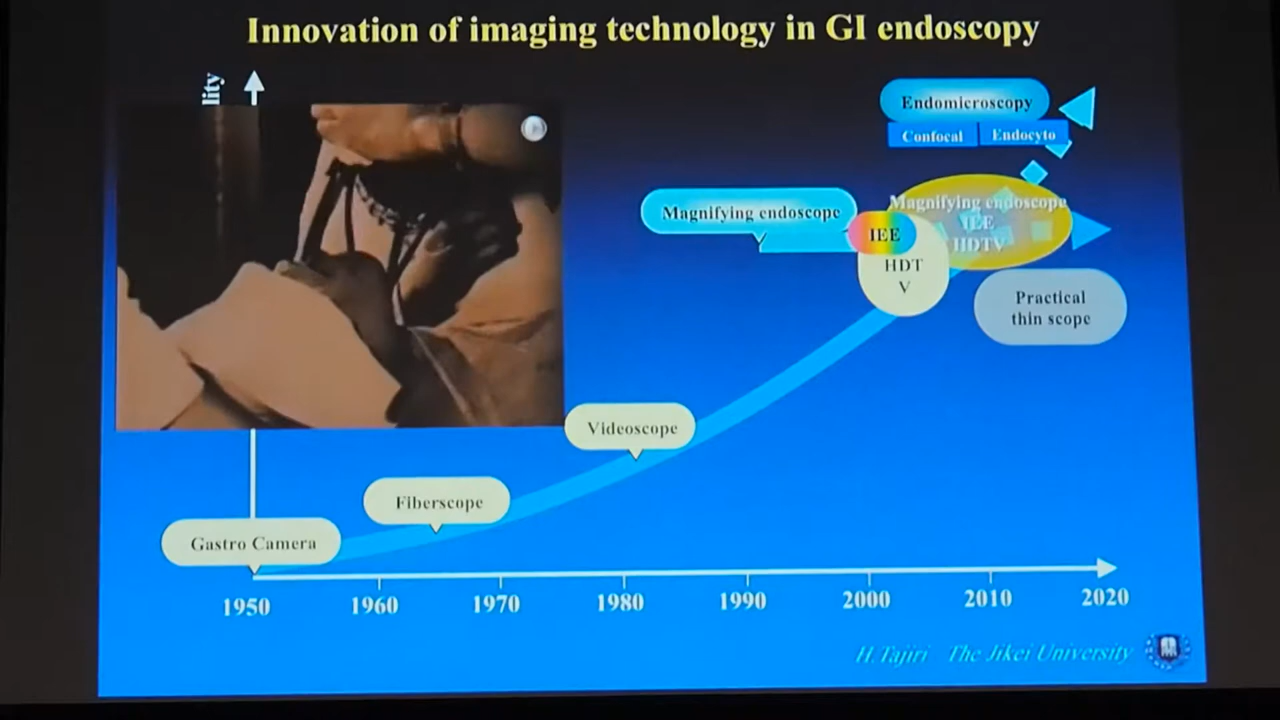 Innovation of imaging technology in GI endoscopy
lity
Endomicroscopy
Confocal
Endocyto
Magnifying endoscope
IEE
HDT
V
Magnifying endoscope
IEE
HDTV
Practical
thin scope
Videoscope
Fiberscope
Gastro Camera
1950 1960 1970 1980 1990 2000 2010 2020
H.Tajiri The Jikei University